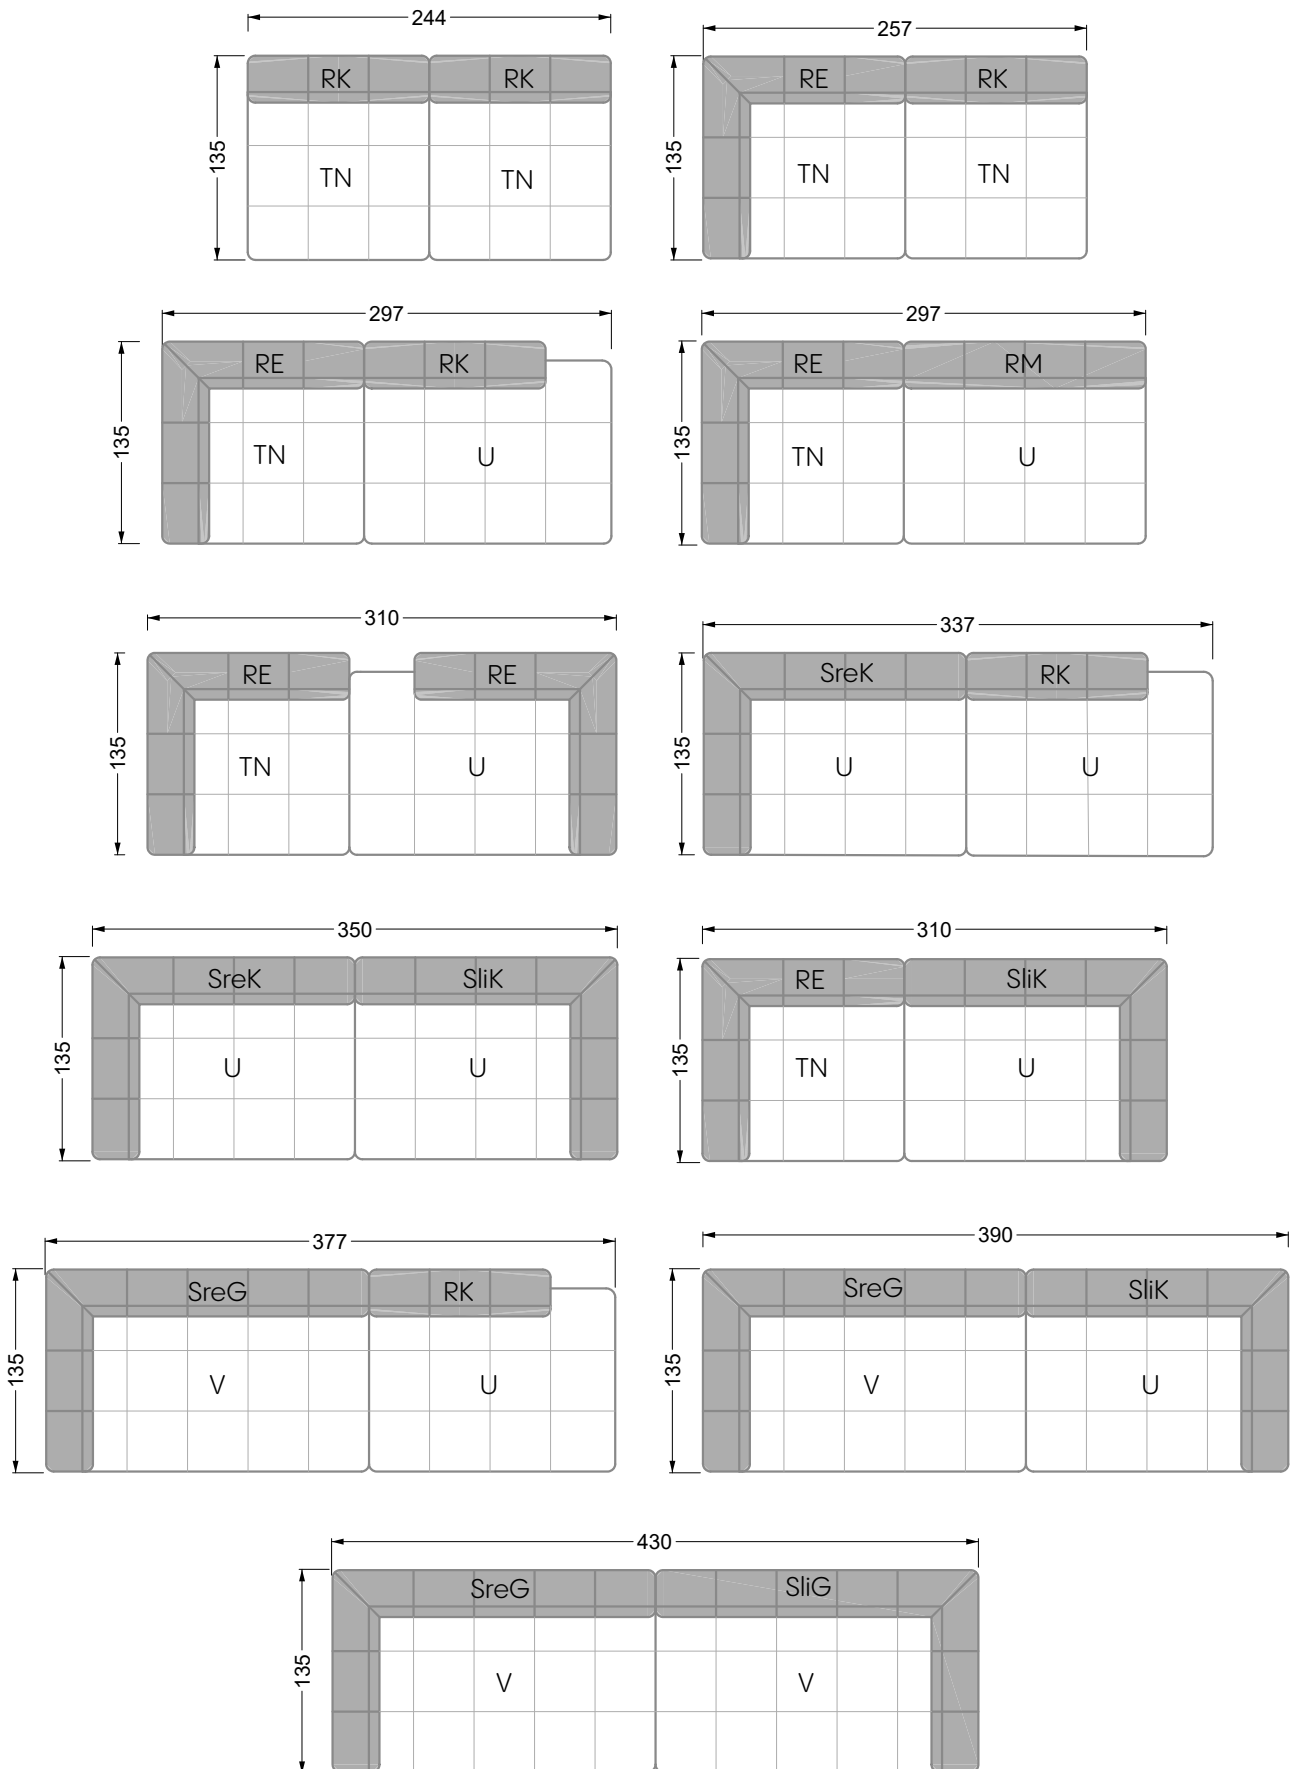 244
RK RK
135
TN TN
257
RE RK
135
TN TN
297
RE RK
135
TN U
297
RE RM
135
TN U
310
RE RE
135
TN U
337
SreK RK
135
U U
350
SreK SliK
135
U U
310
RE SliK
135
TN U
377
SreG RK
135
V U
390
SreG SliK
135
V U
430
SreG SliG
135
V V